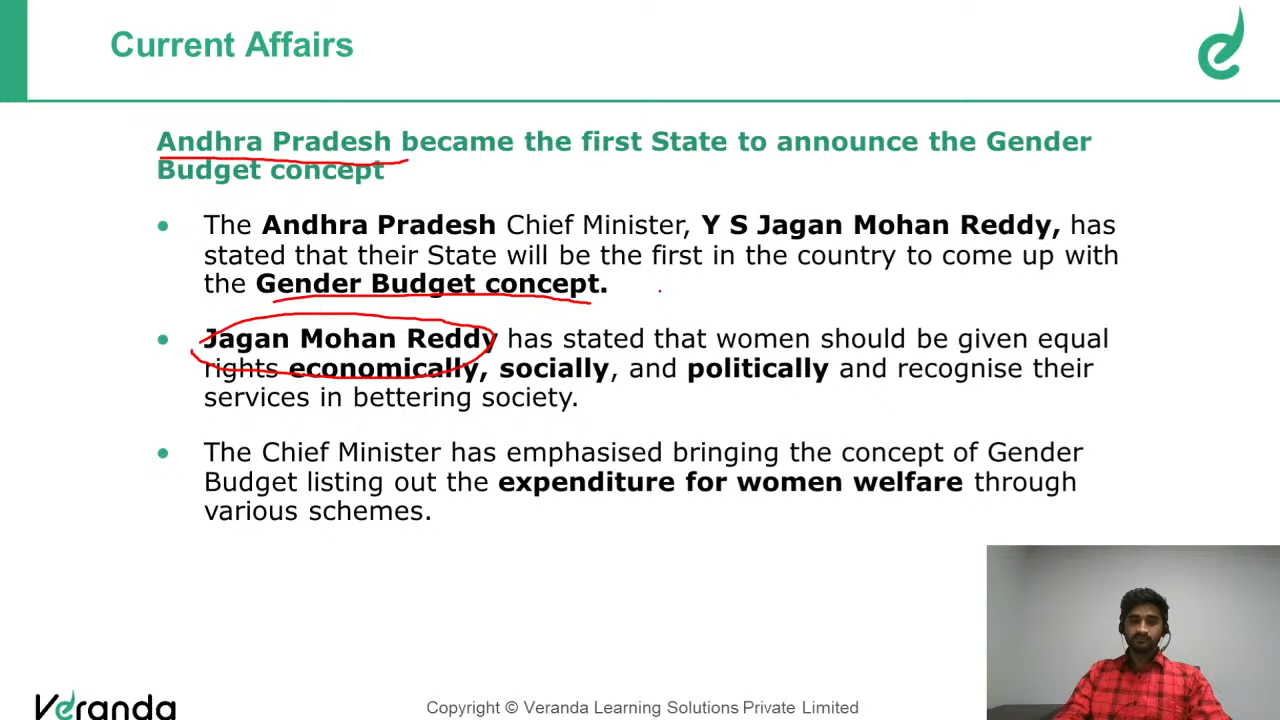 Current Affairs
Andhra Pradesh became the first State to announce the Gender
Budget concept
• The Andhra Pradesh Chief Minister, Y S Jagan Mohan Reddy, has
stated that their State will be the first in the country to come up with
the Gender Budget concept.
• Jagan Mohan Reddy has stated that women should be given equal
rights economically, socially, and politically and recognise their
services in bettering society.
• The Chief Minister has emphasised bringing the concept of Gender
Budget listing out the expenditure for women welfare through
various schemes.
Veranda
Copyright © Veranda Learning Solutions Private Limited